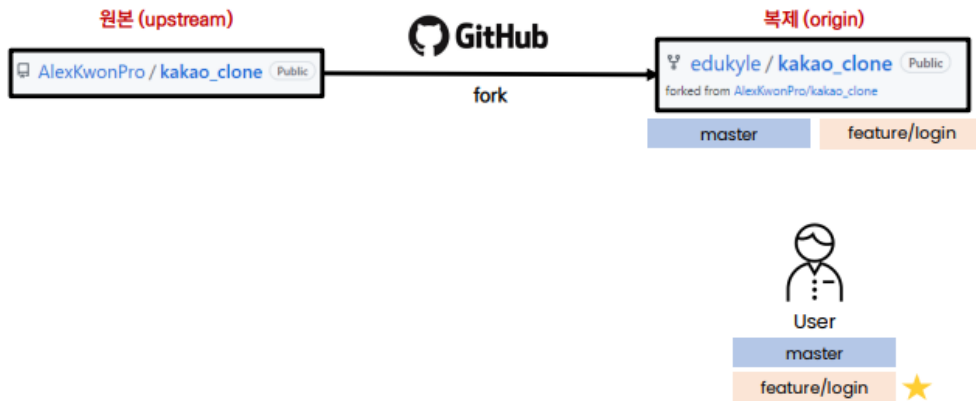 원본 (upstream)
AlexKwonPro / kakao_clone Public
GitHub
fork
복제 (origin)
edukyle / kakao_clone Public
forked from AlexKwonPro/kakao_clone
master
feature/login
User
master
feature/login